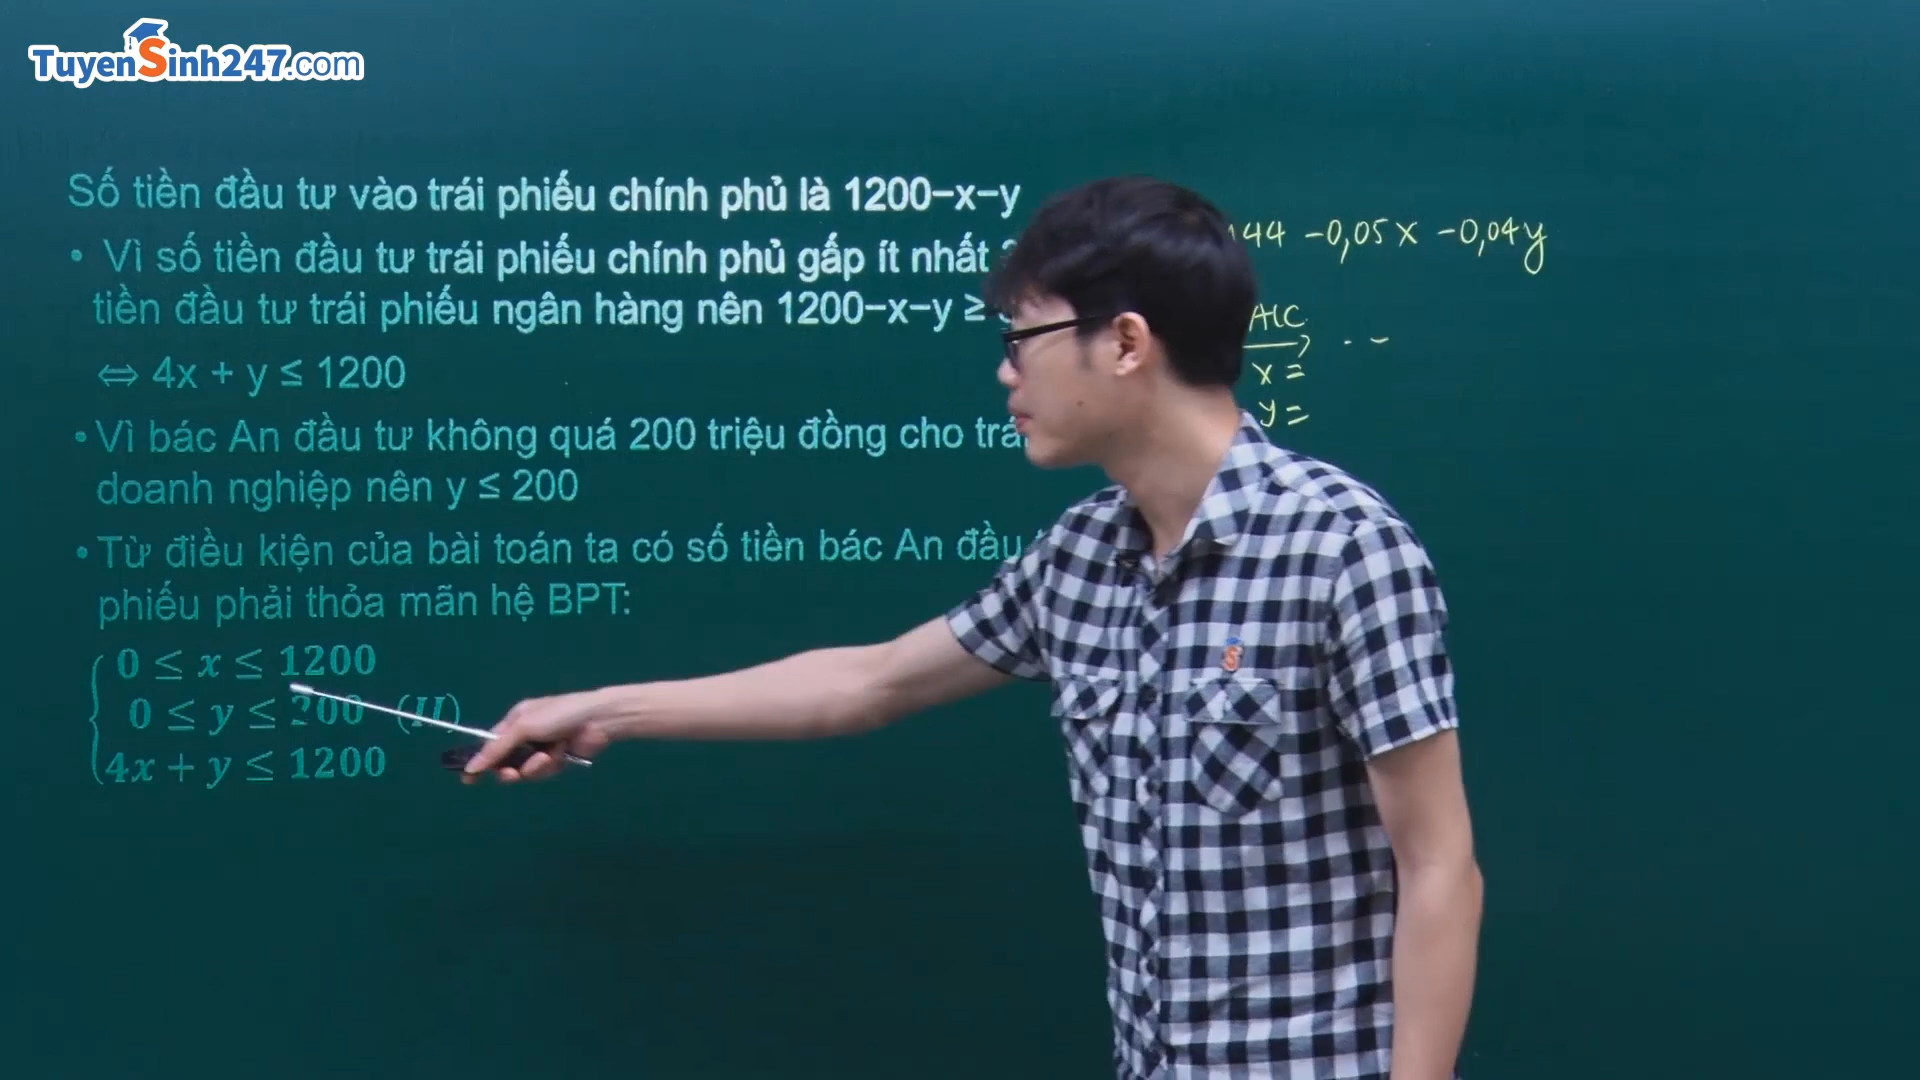 TuyenSinh247.com
Số tiền đầu tư vào trái phiếu chính phủ là 1200−x−y
• Vì số tiền đầu tư trái phiếu chính phủ gấp ít nhất
tiền đầu tư trái phiếu ngân hàng nên 1200−x−y ≥
⇔ 4x + y ≤ 1200
• Vì bác An đầu tư không quá 200 triệu đồng cho
doanh nghiệp nên y ≤ 200
• Từ điều kiện của bài toán ta có số tiền bác An đầu
phiếu phải thỏa mãn hệ BPT:
0 ≤ x ≤ 1200
0 ≤ y ≤ 200 (II)
4x + y ≤ 1200
44 −0,05x −0,04y
x =
y =
S